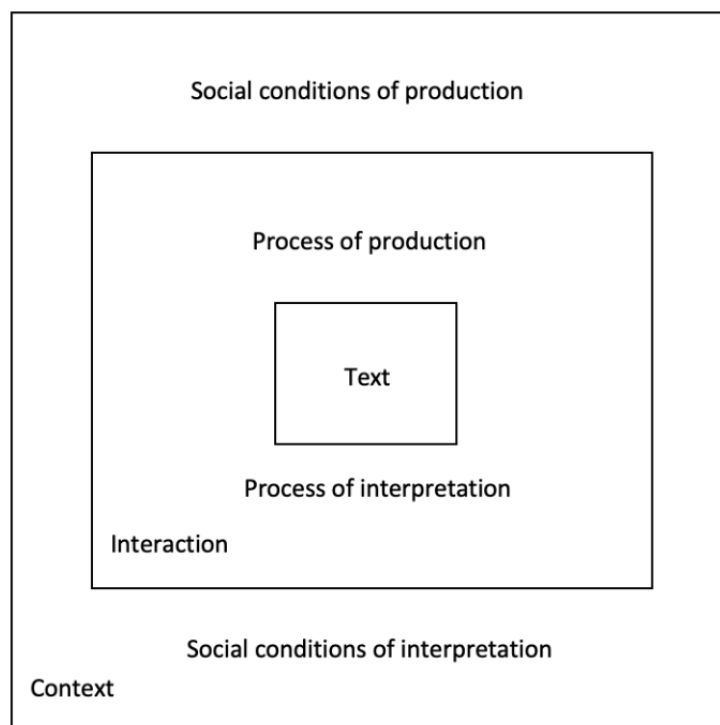 Social conditions of production
Process of production
Text
Process of interpretation
Interaction
Social conditions of interpretation
Context